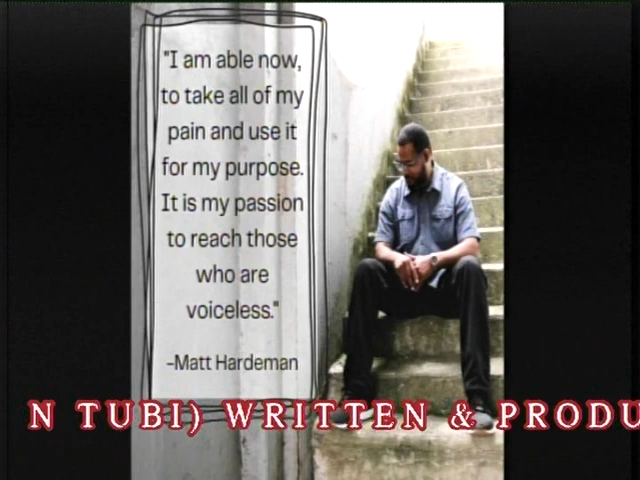 "I am able now,
to take all of my
pain and use it
for my purpose.
It is my passion
to reach those
who are
voiceless."
–Matt Hardeman
N TUBI) WRITTEN & PRODU